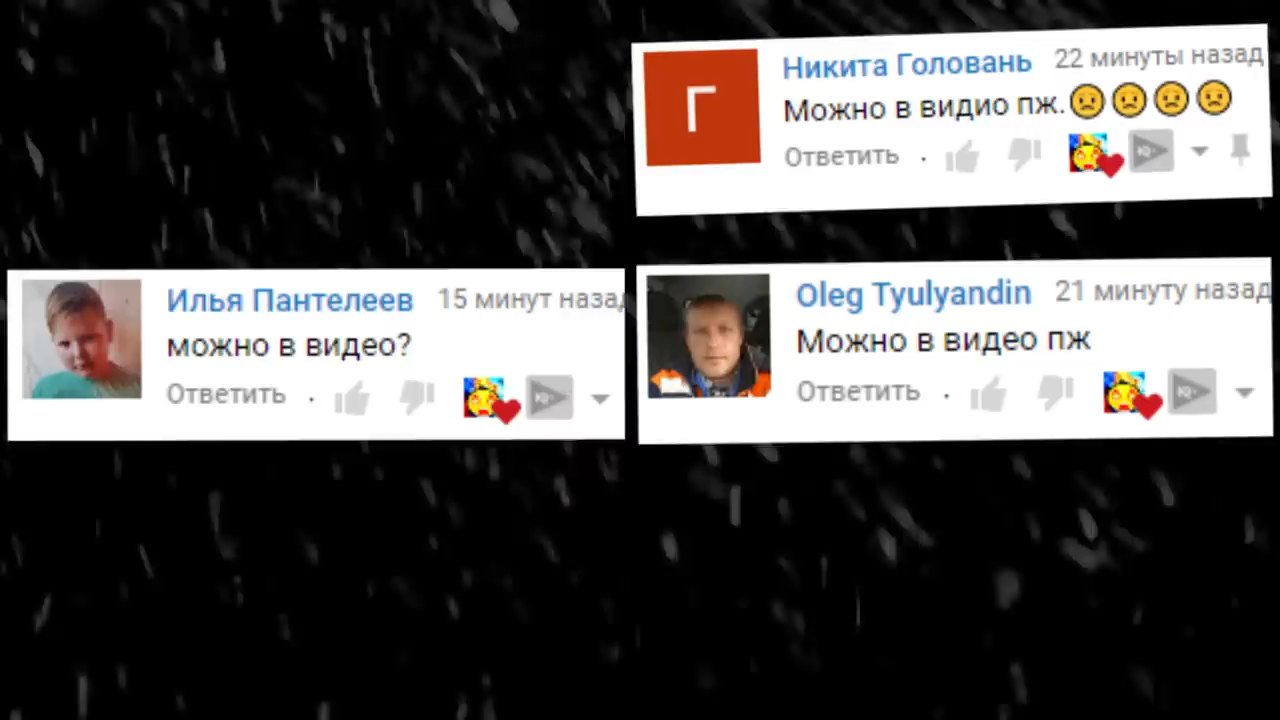 Никита Головань 22 минуты назад
Можно в видио пж.😟😟😟😟
Г
Ответить ·
Илья Пантелеев 15 минут назад
можно в видео?
Ответить ·
Oleg Tyulyandin 21 минуту назад
Можно в видео пж
Ответить ·